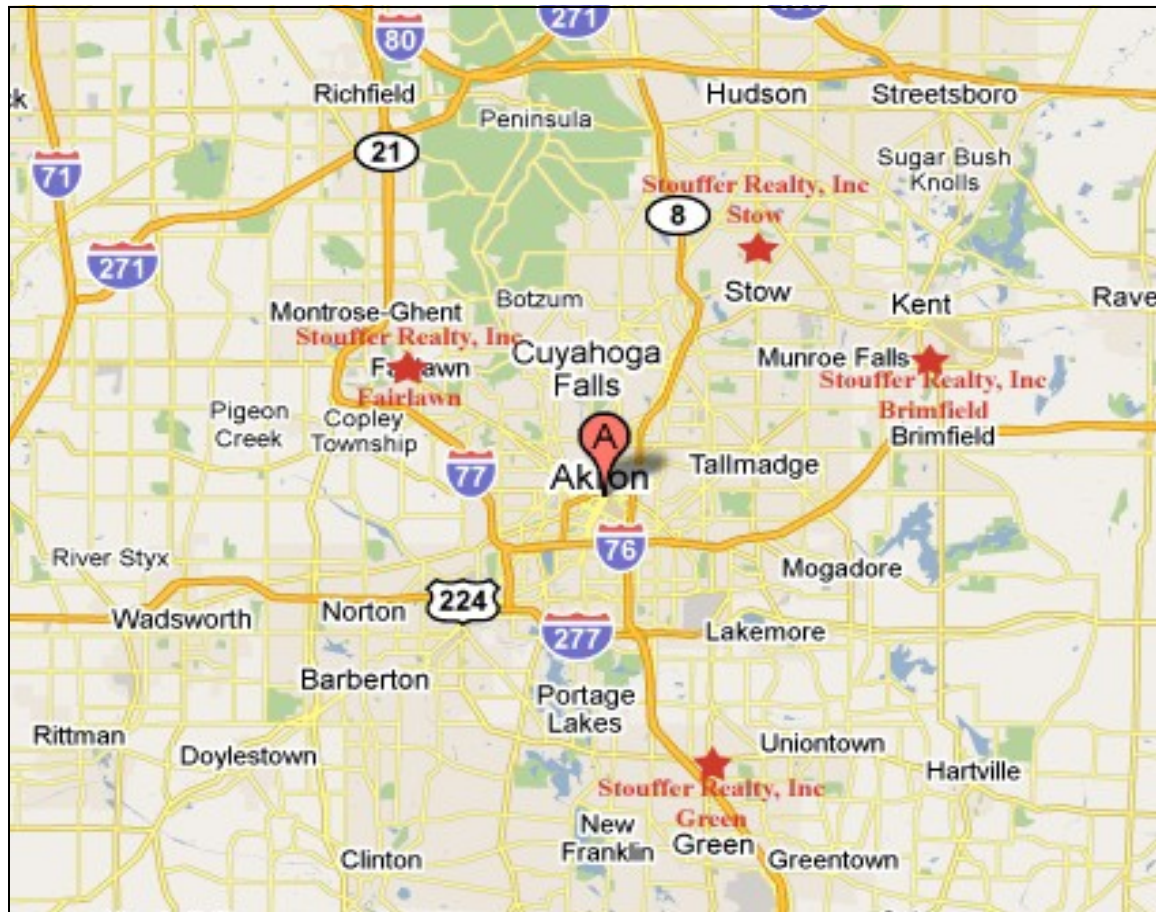 271
80
Richfield
Hudson
Streetsboro
Peninsula
21
71
Sugar Bush
Knolls
Stouffer Realty, Inc
Stow
8
271
Botzum
Stow
Kent
Montrose-Ghent
Stouffer Realty, Inc
Fairlawn
Fairlawn
Cuyahoga
Falls
Munroe Falls
Stouffer Realty, Inc
Brimfield
Brimfield
Pigeon
Creek
Copley
Township
A
Akron
Tallmadge
77
76
River Styx
Mogadore
224
Norton
Wadsworth
277
Lakemore
Barberton
Portage
Lakes
Rittman
Doylestown
Uniontown
Hartville
Stouffer Realty, Inc
Green
New
Franklin
Green
Clinton
Greentown